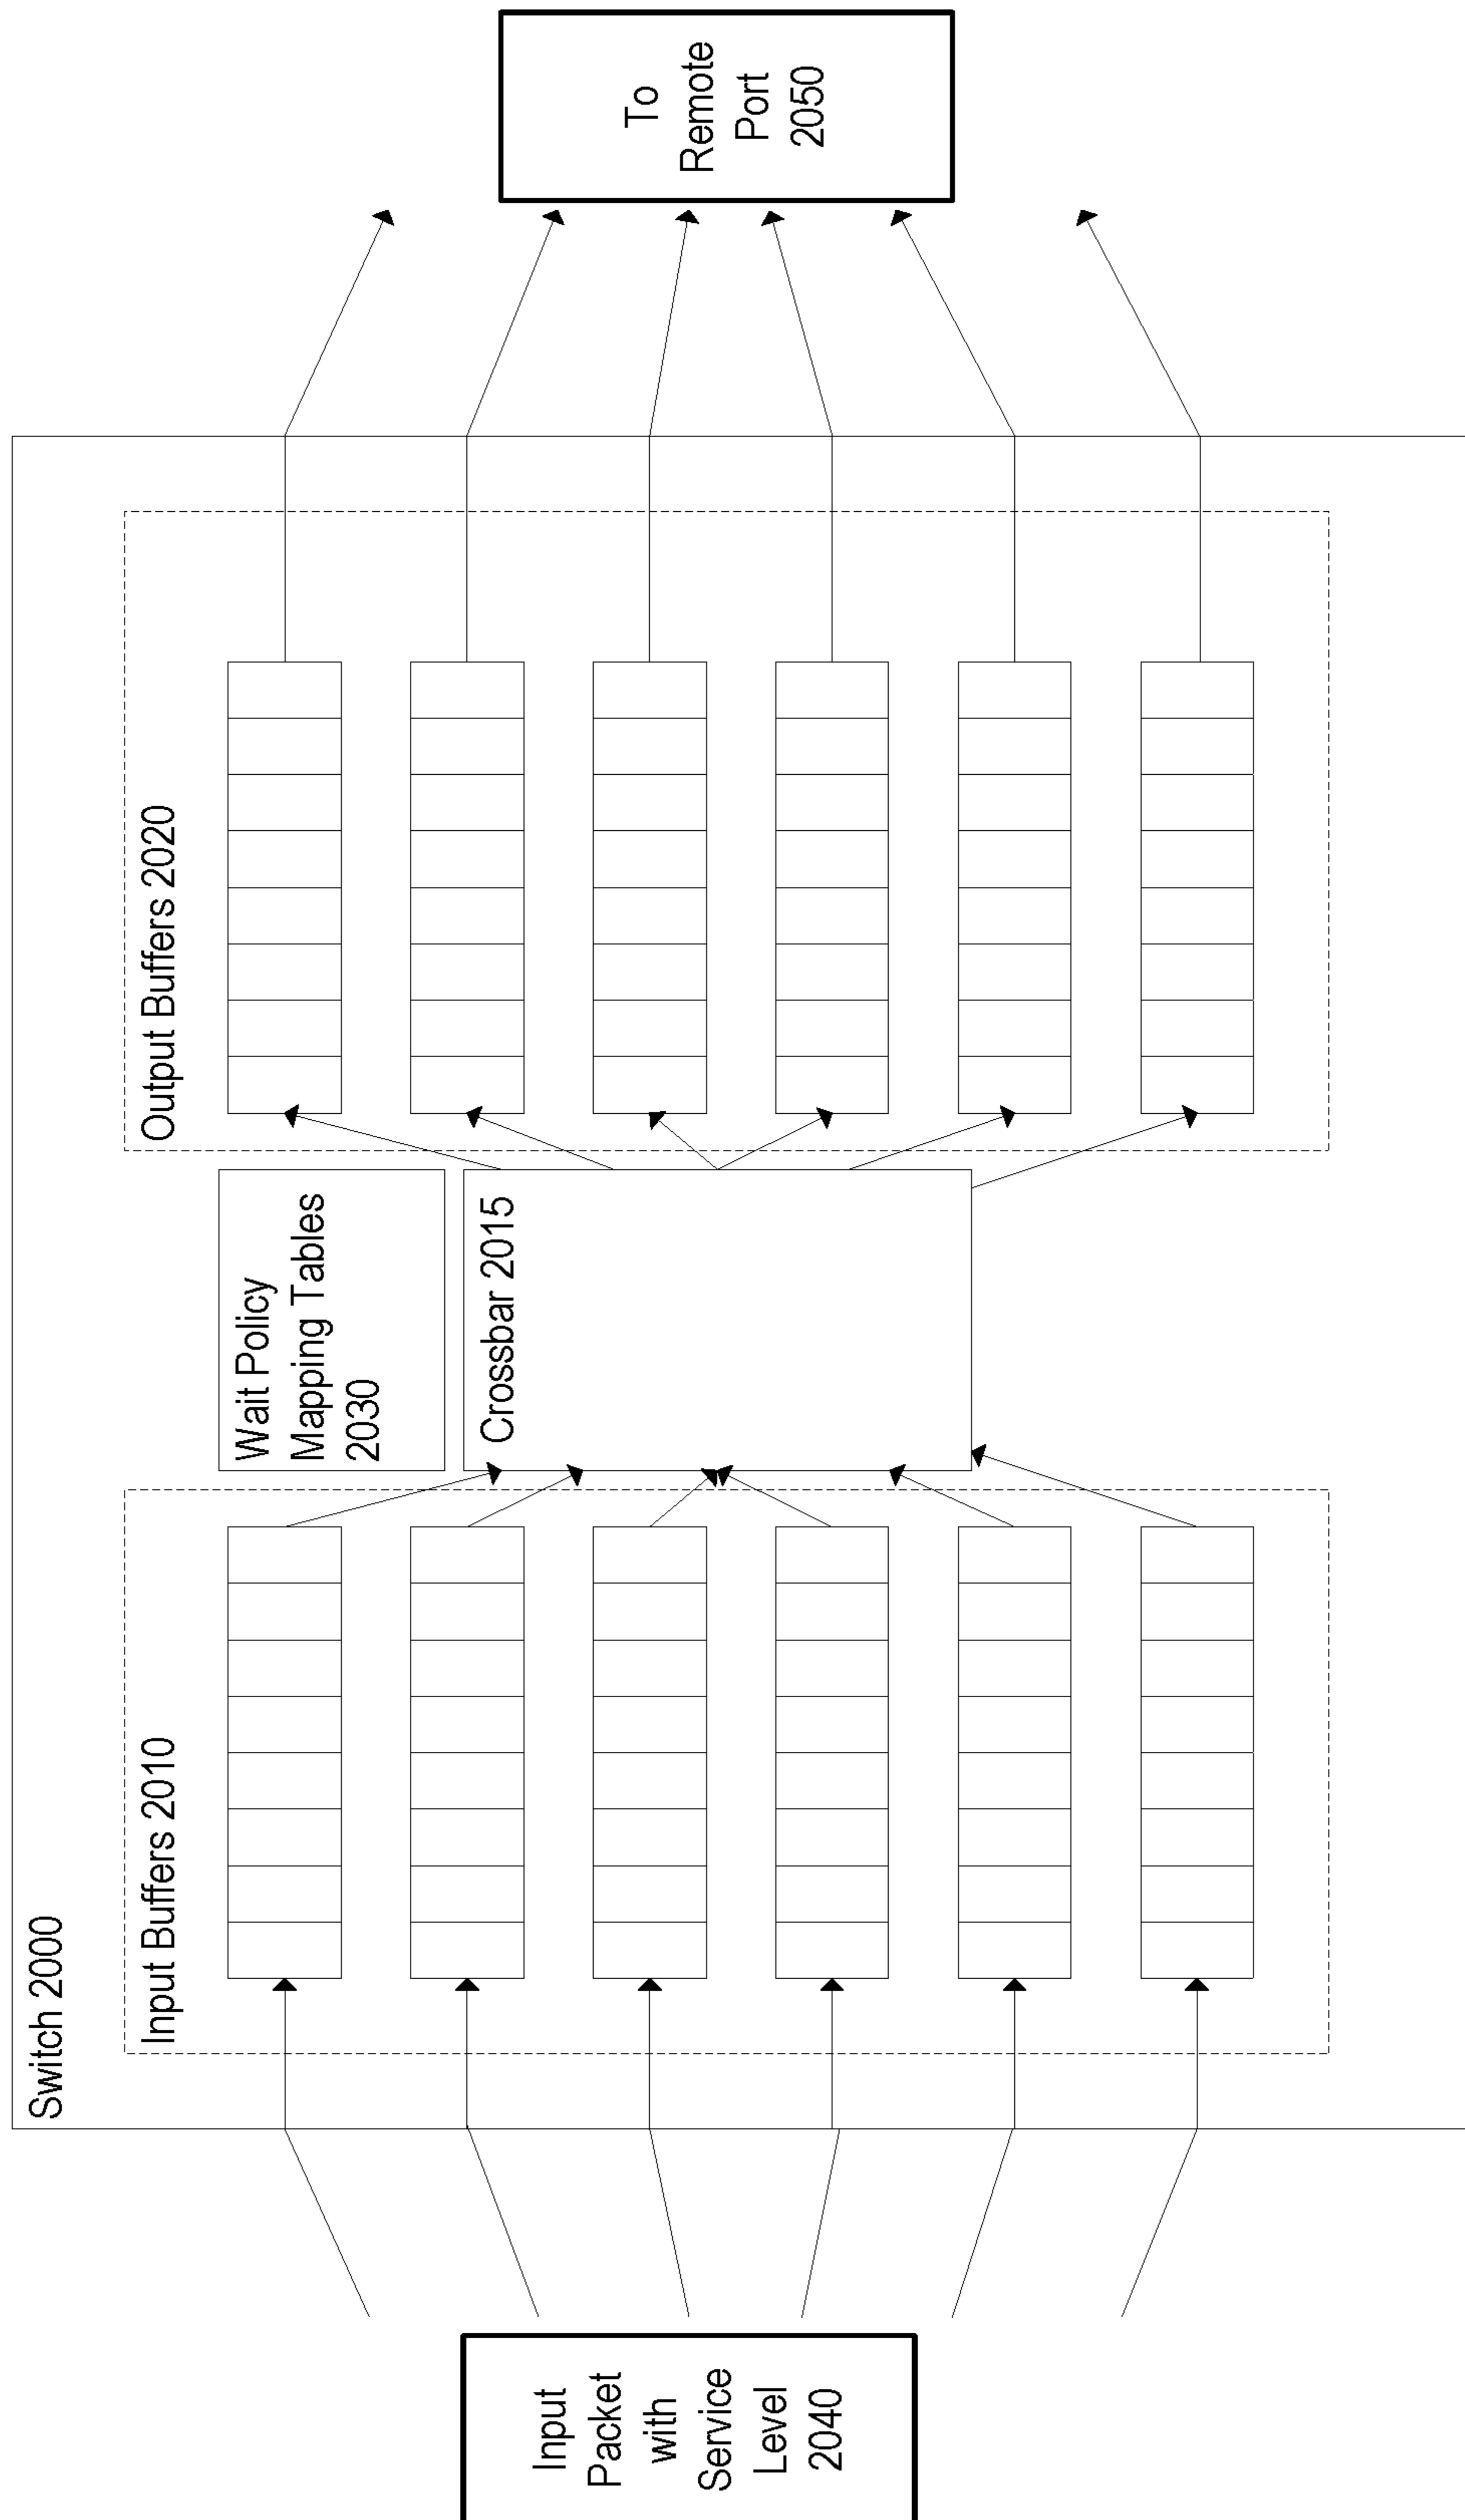 Switch 2000
Input Buffers 2010
Output Buffers 2020
Wait Policy
Mapping Tables
2030
Crossbar 2015
Input
Packet
with
Service
Level
2040
To
Remote
Port
2050